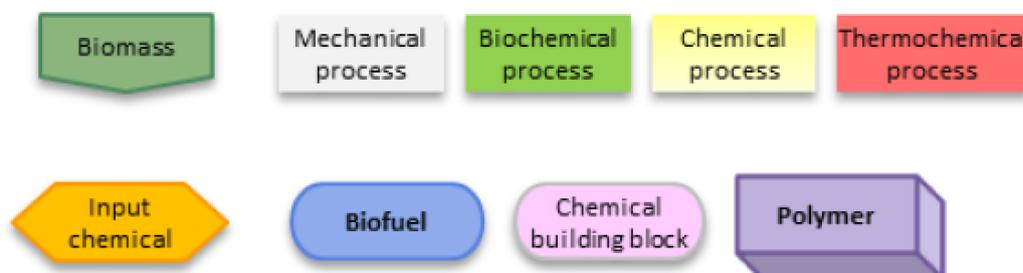 Biomass
Mechanical
process
Biochemical
process
Chemical
process
Thermochemica
process
Input
chemical
Biofuel
Chemical
building block
Polymer